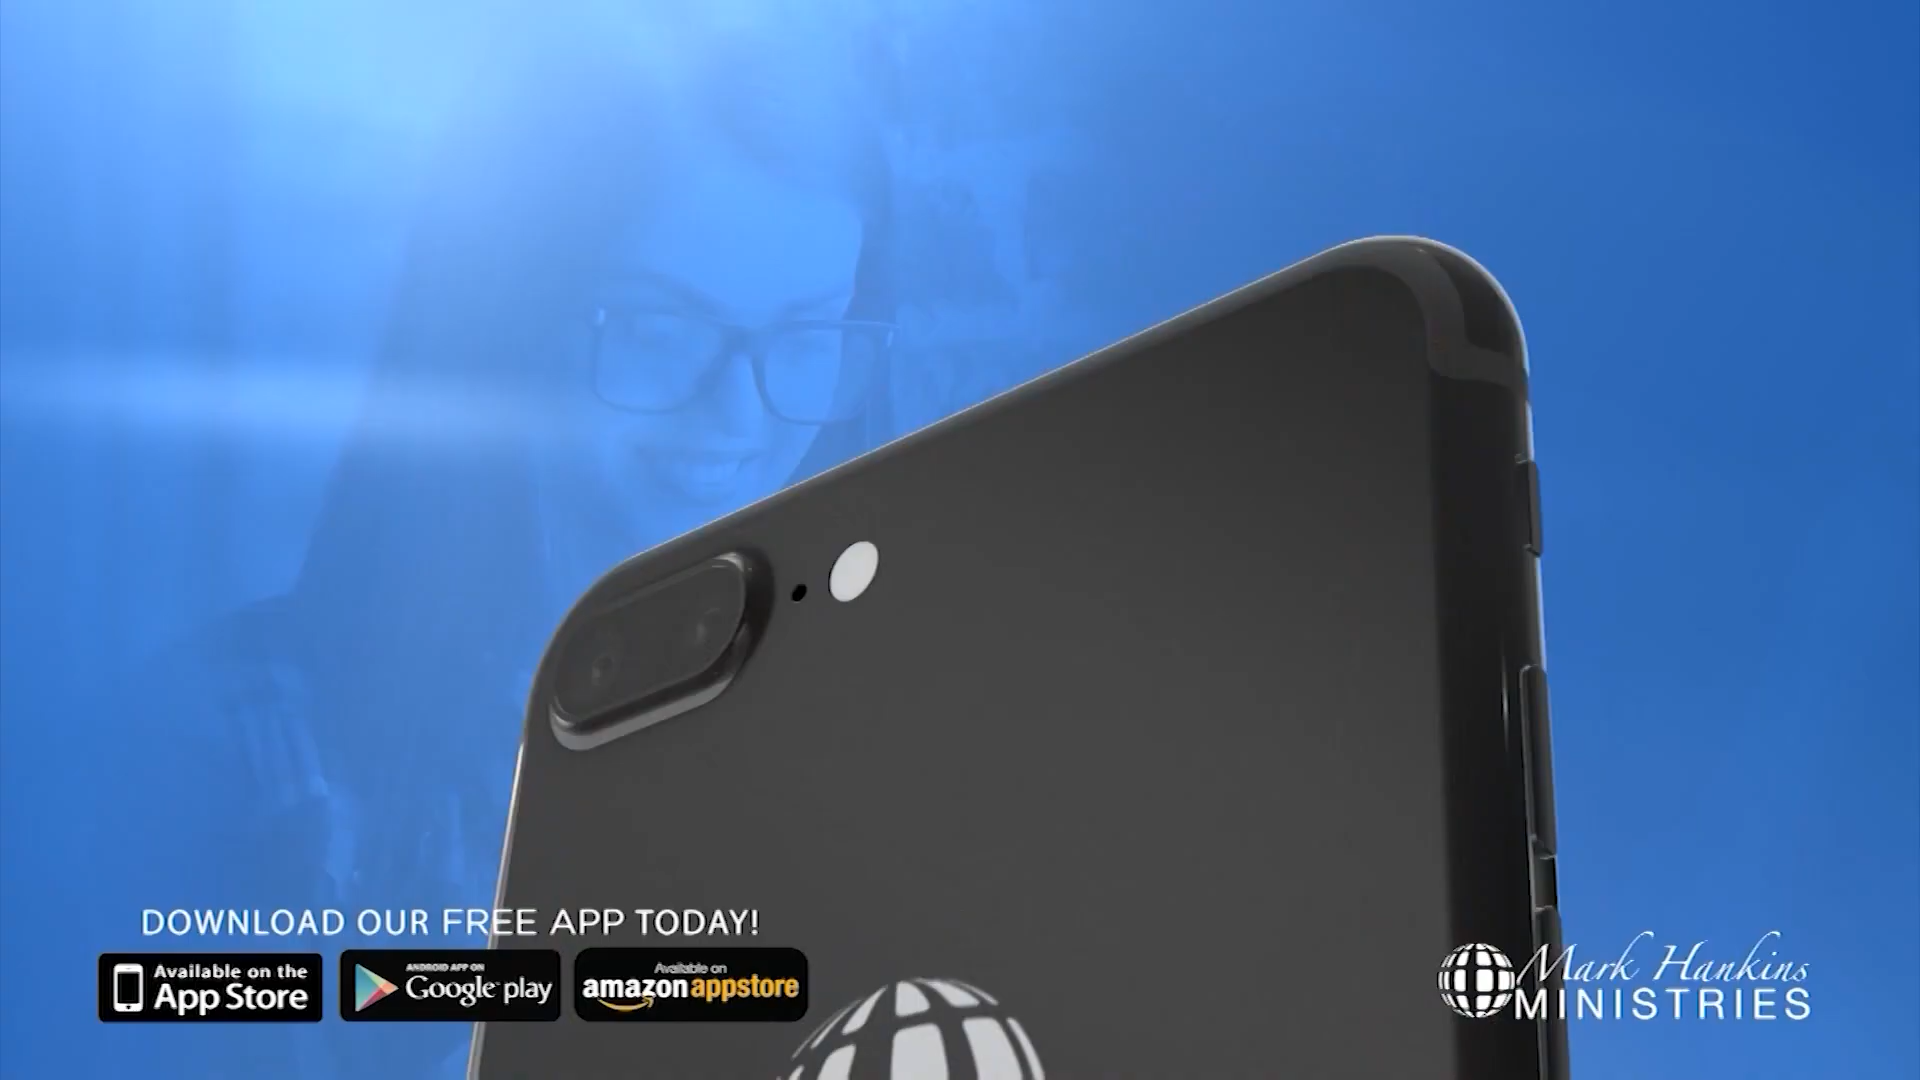 DOWNLOAD OUR FREE APP TODAY!
Available on the
App Store
ANDROID APP ON
Google play
Available on
amazon appstore
Mark Hankins
MINISTRIES